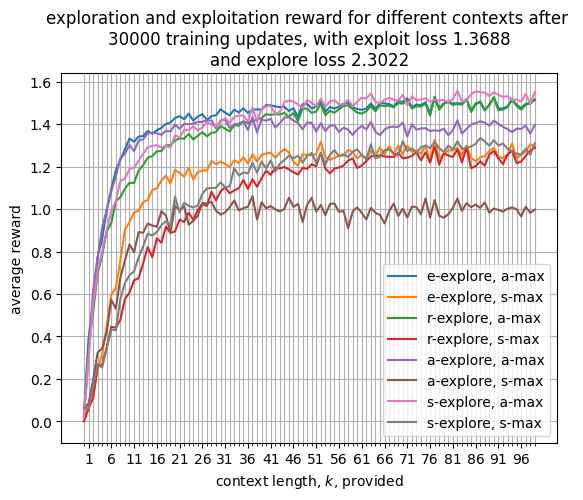 exploration and exploitation reward for different contexts after
30000 training updates, with exploit loss 1.3688
and explore loss 2.3022
1.6
1.4
1.2
1.0
0.8
0.6
0.4
0.2
0.0
average reward
e-explore, a-max
e-explore, s-max
r-explore, a-max
r-explore, s-max
a-explore, a-max
a-explore, s-max
s-explore, a-max
s-explore, s-max
1 6 11 16 21 26 31 36 41 46 51 56 61 66 71 76 81 86 91 96
context length, k, provided